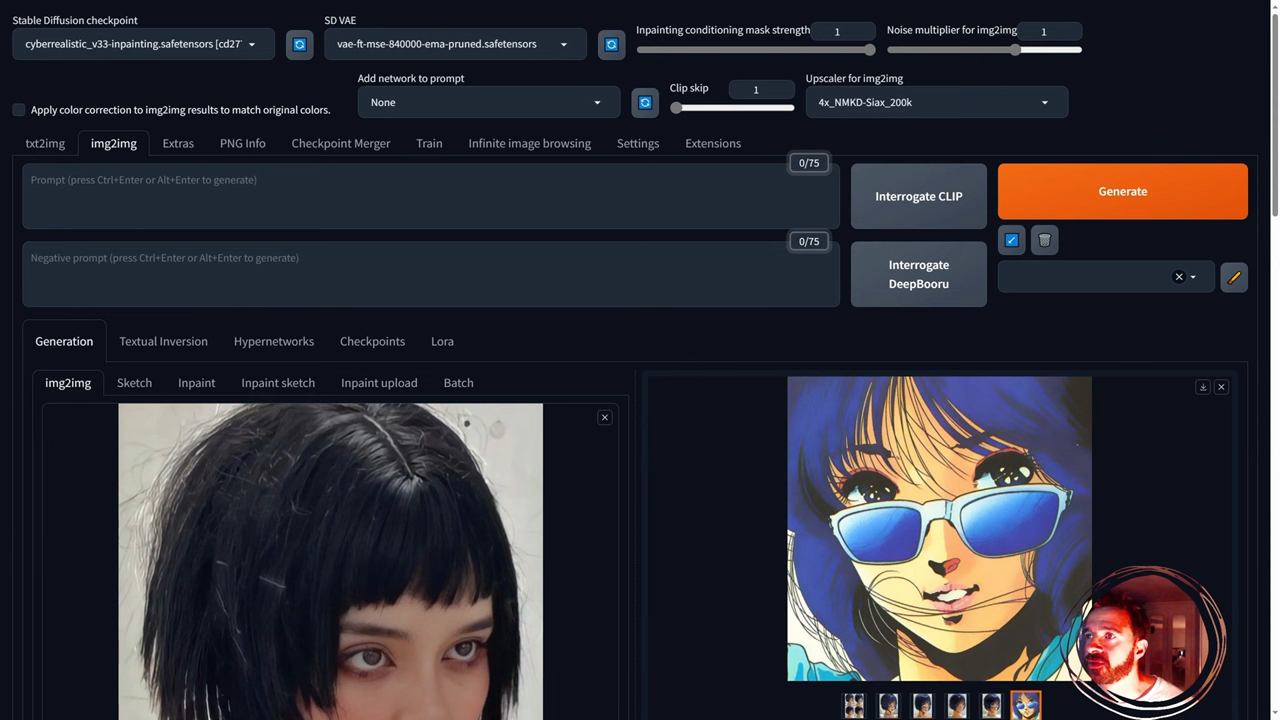 Stable Diffusion checkpoint
SD VAE
Inpainting conditioning mask strength
1
Noise multiplier for img2img
1
cyberrealistic_v33-inpainting.safetensors [cd27
vae-ft-mse-840000-ema-pruned.safetensors
Add network to prompt
Clip skip
1
Upscaler for img2img
Apply color correction to img2img results to match original colors.
None
4x_NMKD-Siax_200k
txt2img
img2img
Extras
PNG Info
Checkpoint Merger
Train
Infinite image browsing
Settings
Extensions
0/75
Prompt (press Ctrl+Enter or Alt+Enter to generate)
Interrogate CLIP
Generate
0/75
Negative prompt (press Ctrl+Enter or Alt+Enter to generate)
Interrogate
DeepBooru
Generation
Textual Inversion
Hypernetworks
Checkpoints
Lora
img2img
Sketch
Inpaint
Inpaint sketch
Inpaint upload
Batch